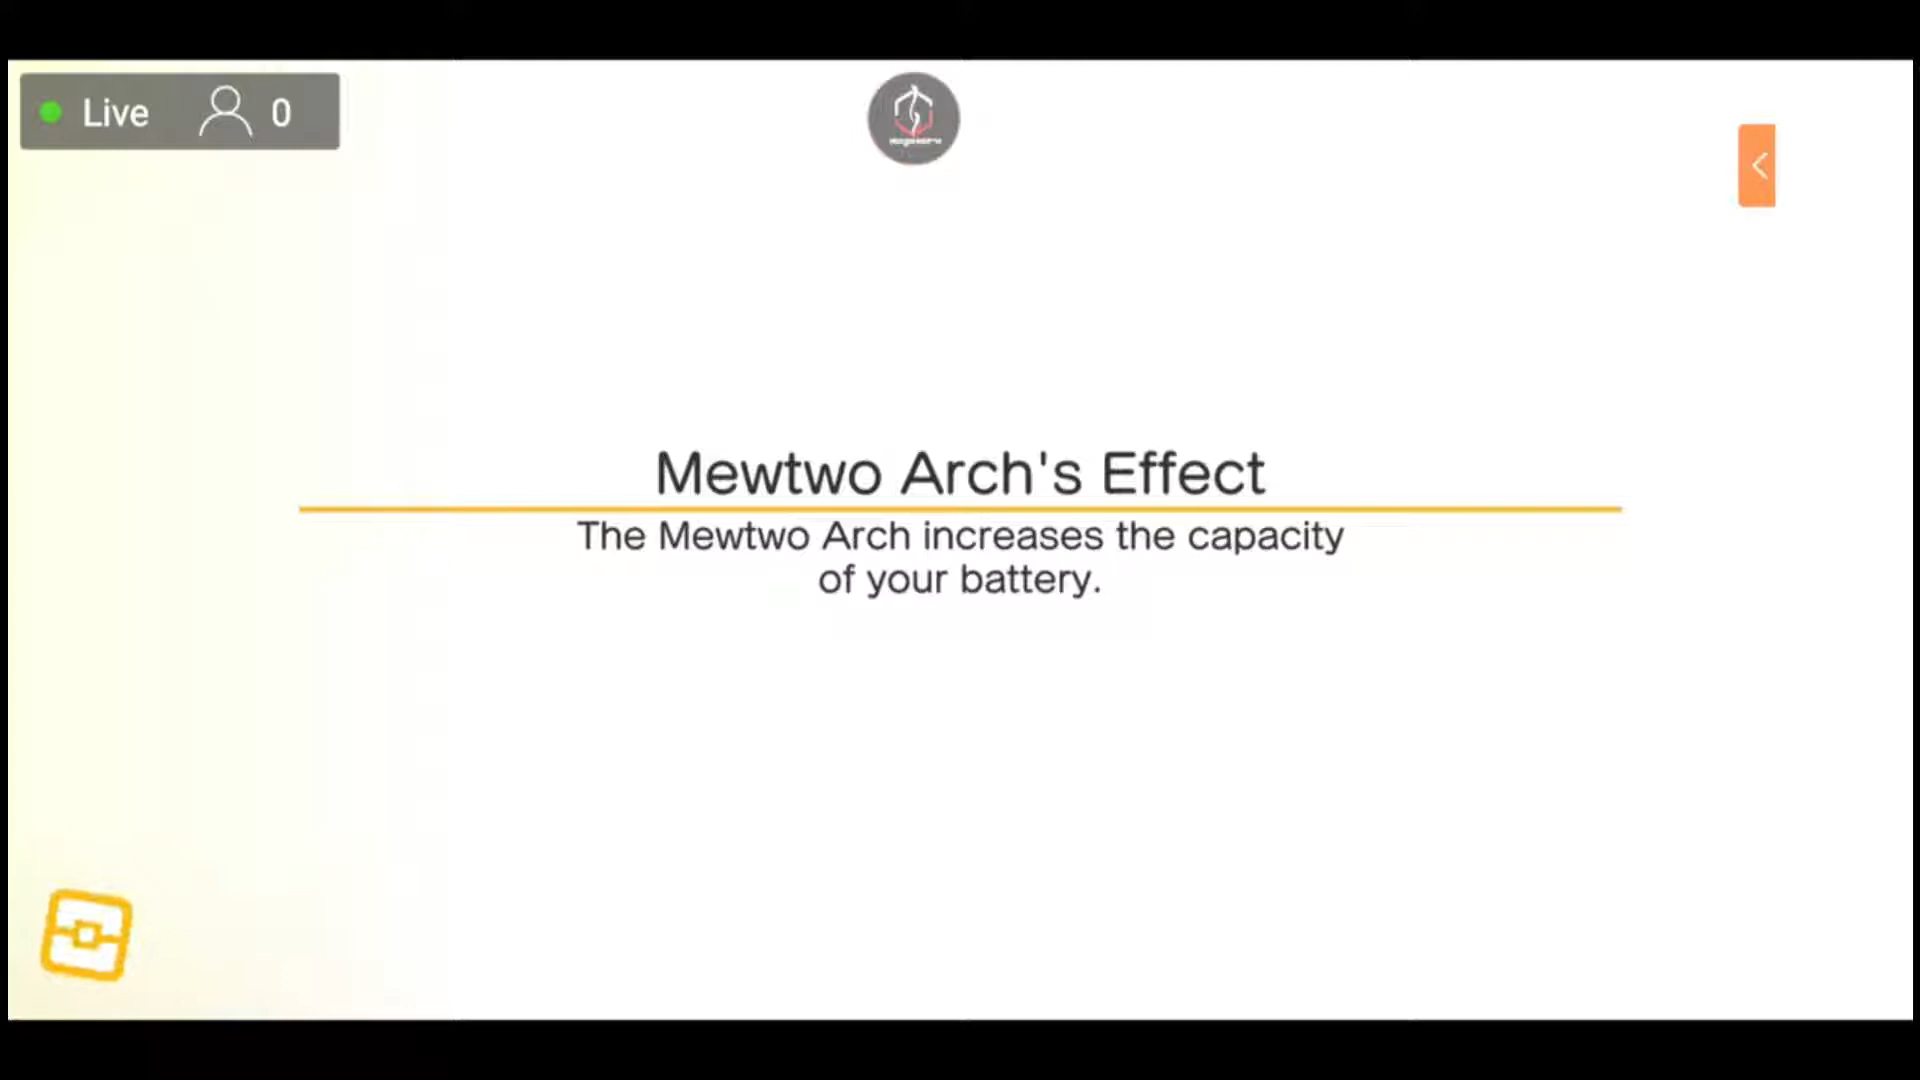 Live 0
Mewtwo Arch's Effect
The Mewtwo Arch increases the capacity
of your battery.